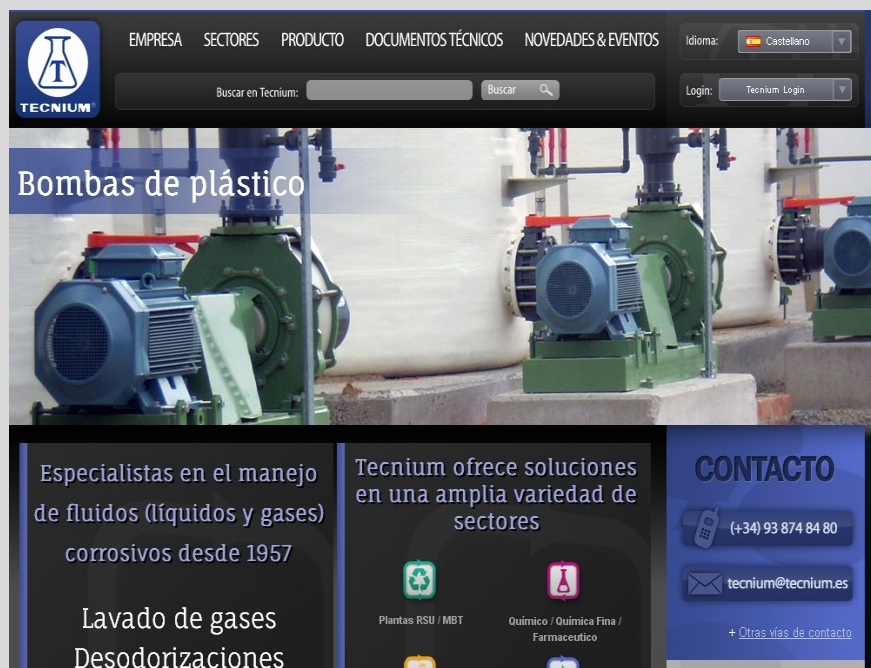 EMPRESA SECTORES PRODUCTO DOCUMENTOS TÉCNICOS NOVEDADES & EVENTOS
Idioma: Castellano
T
TECNIUM®
Buscar en Tecnium: Buscar
Login: Tecnium Login
Bombas de plástico
Especialistas en el manejo
de fluidos (líquidos y gases)
corrosivos desde 1957
Lavado de gases
Desodorizaciones
Tecnium ofrece soluciones
en una amplia variedad de
sectores
Plantas RSU / MBT
Químico / Química Fina /
Farmaceutico
CONTACTO
(+34) 93 874 84 80
tecnium@tecnium.es
+ Otras vías de contacto